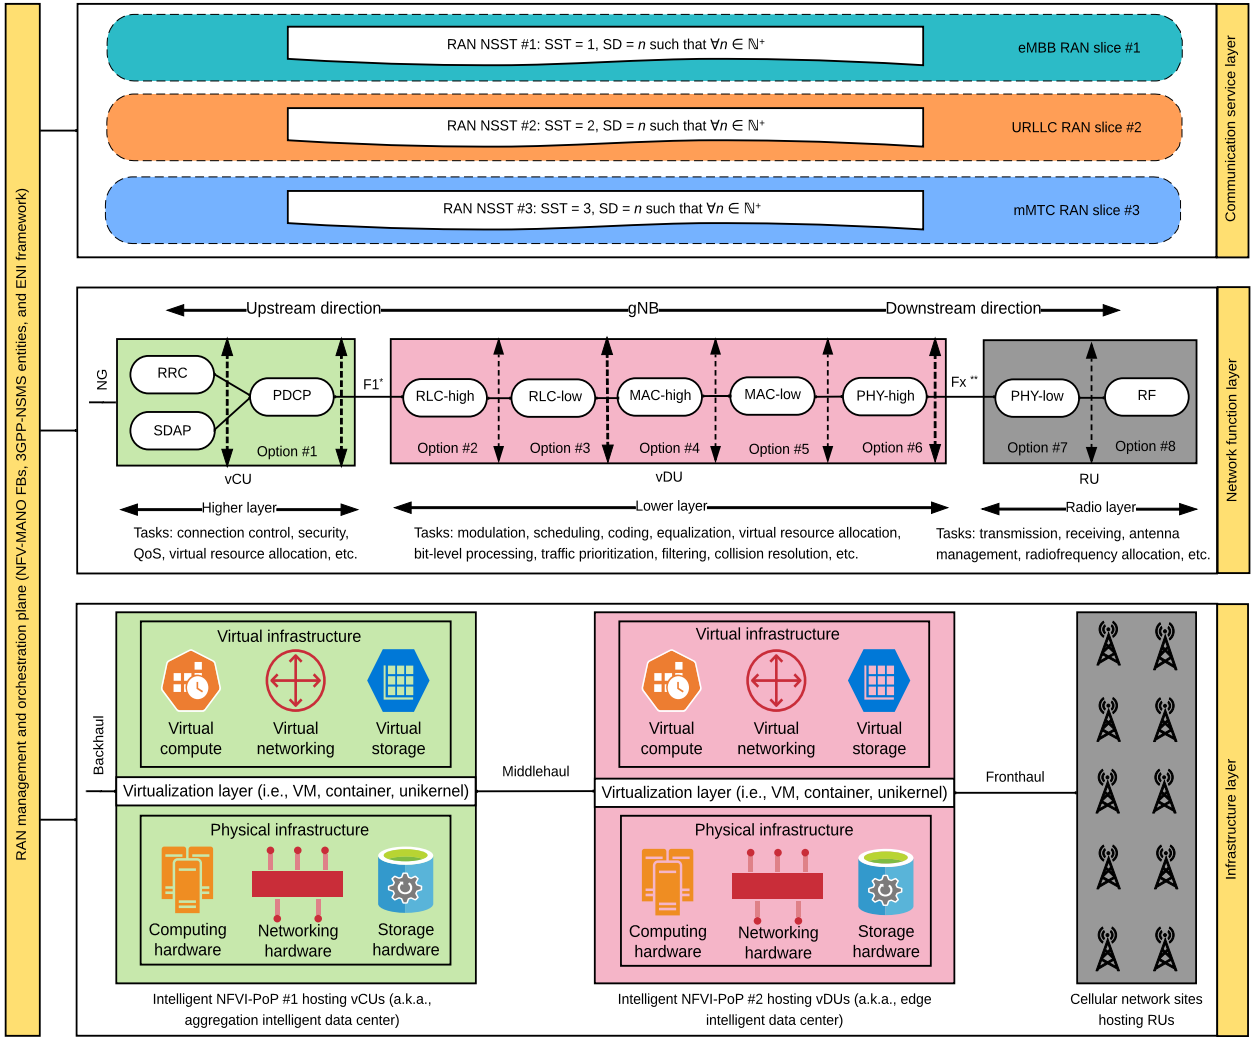 RAN management and orchestration plane (NFV-MANO FBs, 3GPP-NSMS entities, and ENI framework)
RAN NSST #1: SST = 1, SD = n such that ∀n ∈ ℕ⁺
eMBB RAN slice #1
RAN NSST #2: SST = 2, SD = n such that ∀n ∈ ℕ⁺
URLLC RAN slice #2
RAN NSST #3: SST = 3, SD = n such that ∀n ∈ ℕ⁺
mMTC RAN slice #3
Communication service layer
Upstream direction
gNB
Downstream direction
NG
RRC
SDAP
PDCP
Option #1
vCU
F1*
RLC-high
RLC-low
MAC-high
MAC-low
PHY-high
Option #2
Option #3
Option #4
Option #5
Option #6
vDU
Fx **
PHY-low
RF
Option #7
Option #8
RU
Higher layer
Tasks: connection control, security,
QoS, virtual resource allocation, etc.
Lower layer
Tasks: modulation, scheduling, coding, equalization, virtual resource allocation,
bit-level processing, traffic prioritization, filtering, collision resolution, etc.
Radio layer
Tasks: transmission, receiving, antenna
management, radiofrequency allocation, etc.
Network function layer
Backhaul
Virtual infrastructure
Virtual
compute
Virtual
networking
Virtual
storage
Virtualization layer (i.e., VM, container, unikernel)
Physical infrastructure
Computing
hardware
Networking
hardware
Storage
hardware
Intelligent NFVI-PoP #1 hosting vCUs (a.k.a.,
aggregation intelligent data center)
Middlehaul
Virtual infrastructure
Virtual
compute
Virtual
networking
Virtual
storage
Virtualization layer (i.e., VM, container, unikernel)
Physical infrastructure
Computing
hardware
Networking
hardware
Storage
hardware
Intelligent NFVI-PoP #2 hosting vDUs (a.k.a., edge
intelligent data center)
Fronthaul
Cellular network sites
hosting RUs
Infrastructure layer